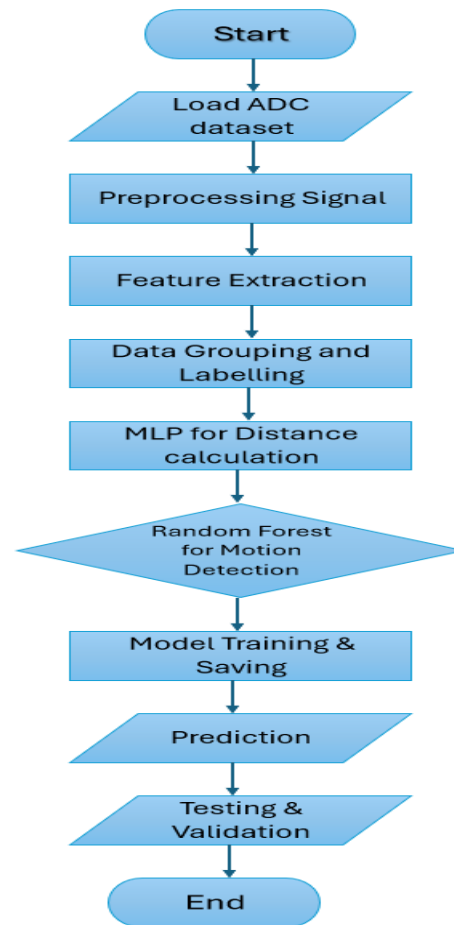 Start
Load ADC
dataset
Preprocessing Signal
Feature Extraction
Data Grouping and
Labelling
MLP for Distance
calculation
Random Forest
for Motion
Detection
Model Training &
Saving
Prediction
Testing &
Validation
End